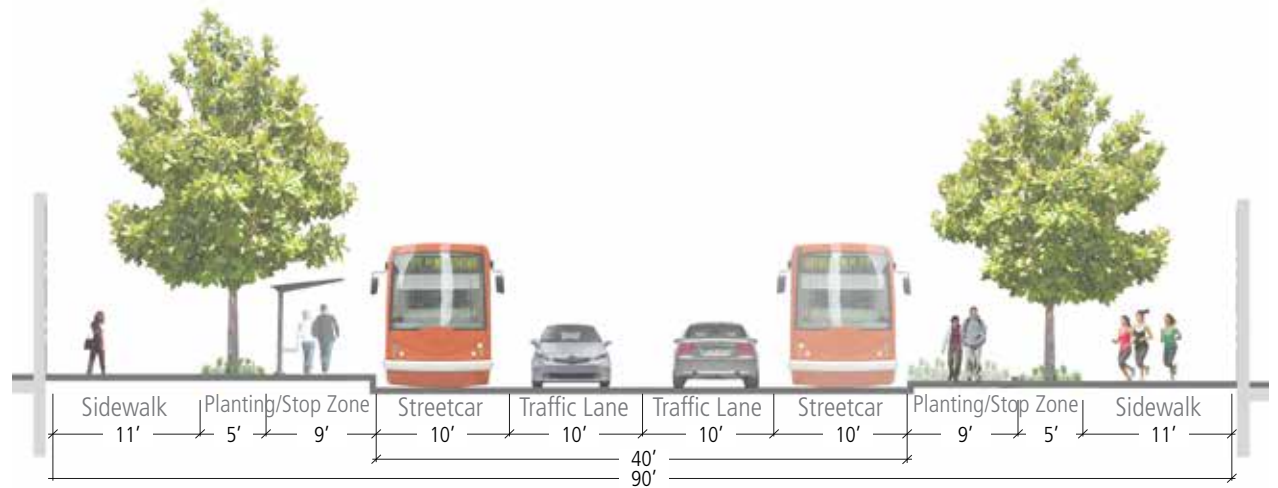 Sidewalk Planting/Stop Zone Streetcar Traffic Lane Traffic Lane Streetcar Planting/Stop Zone Sidewalk
11' 5' 9' 10' 10' 10' 10' 9' 5' 11'
40'
90'